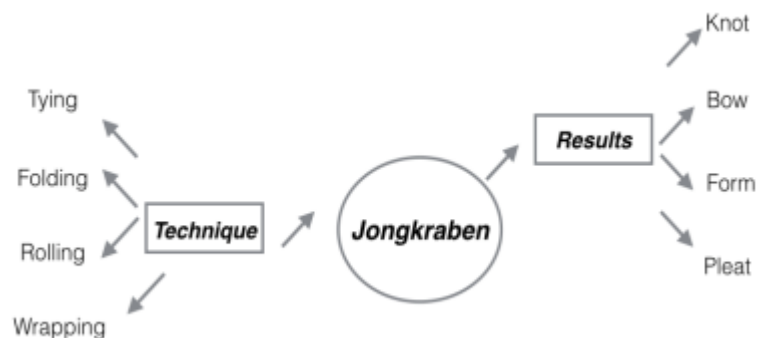 Tying
Folding
Rolling
Wrapping
Technique
Jongkraben
Results
Knot
Bow
Form
Pleat